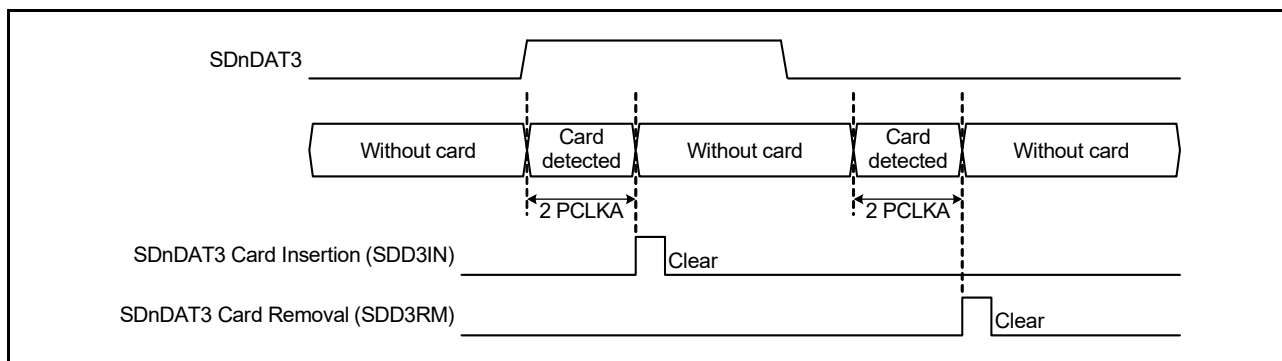 SDnDAT3
Without card
Card
detected
Without card
Card
detected
Without card
2 PCLKA
2 PCLKA
SDnDAT3 Card Insertion (SDD3IN)
Clear
SDnDAT3 Card Removal (SDD3RM)
Clear